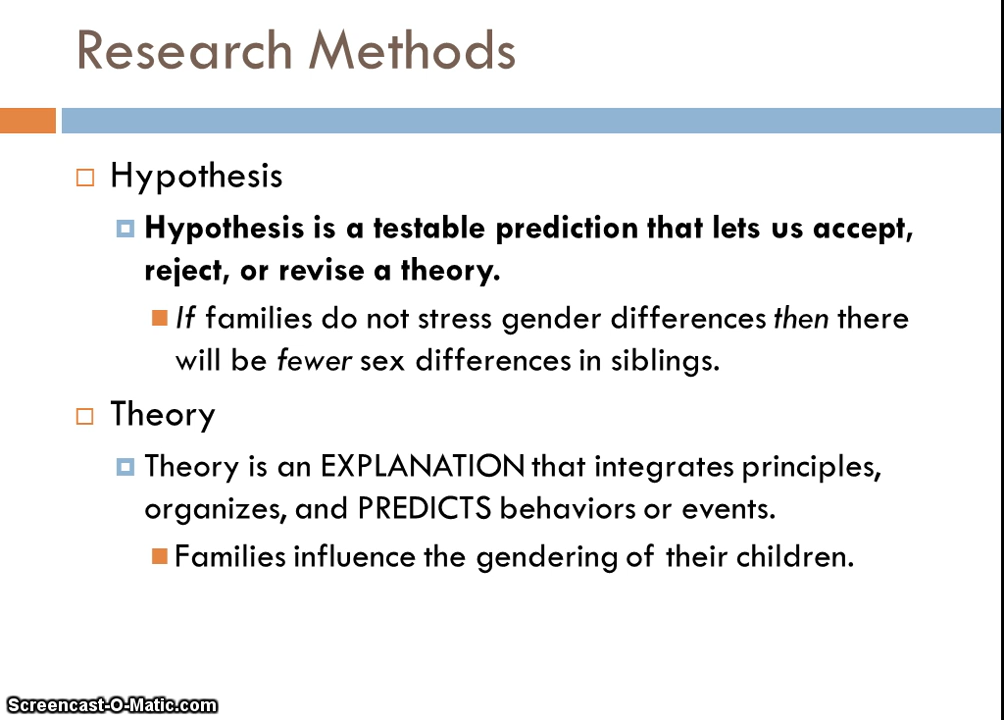 Research Methods
Hypothesis
Hypothesis is a testable prediction that lets us accept,
reject, or revise a theory.
If families do not stress gender differences then there
will be fewer sex differences in siblings.
Theory
Theory is an EXPLANATION that integrates principles,
organizes, and PREDICTS behaviors or events.
Families influence the gendering of their children.
Screencast-O-Matic.com